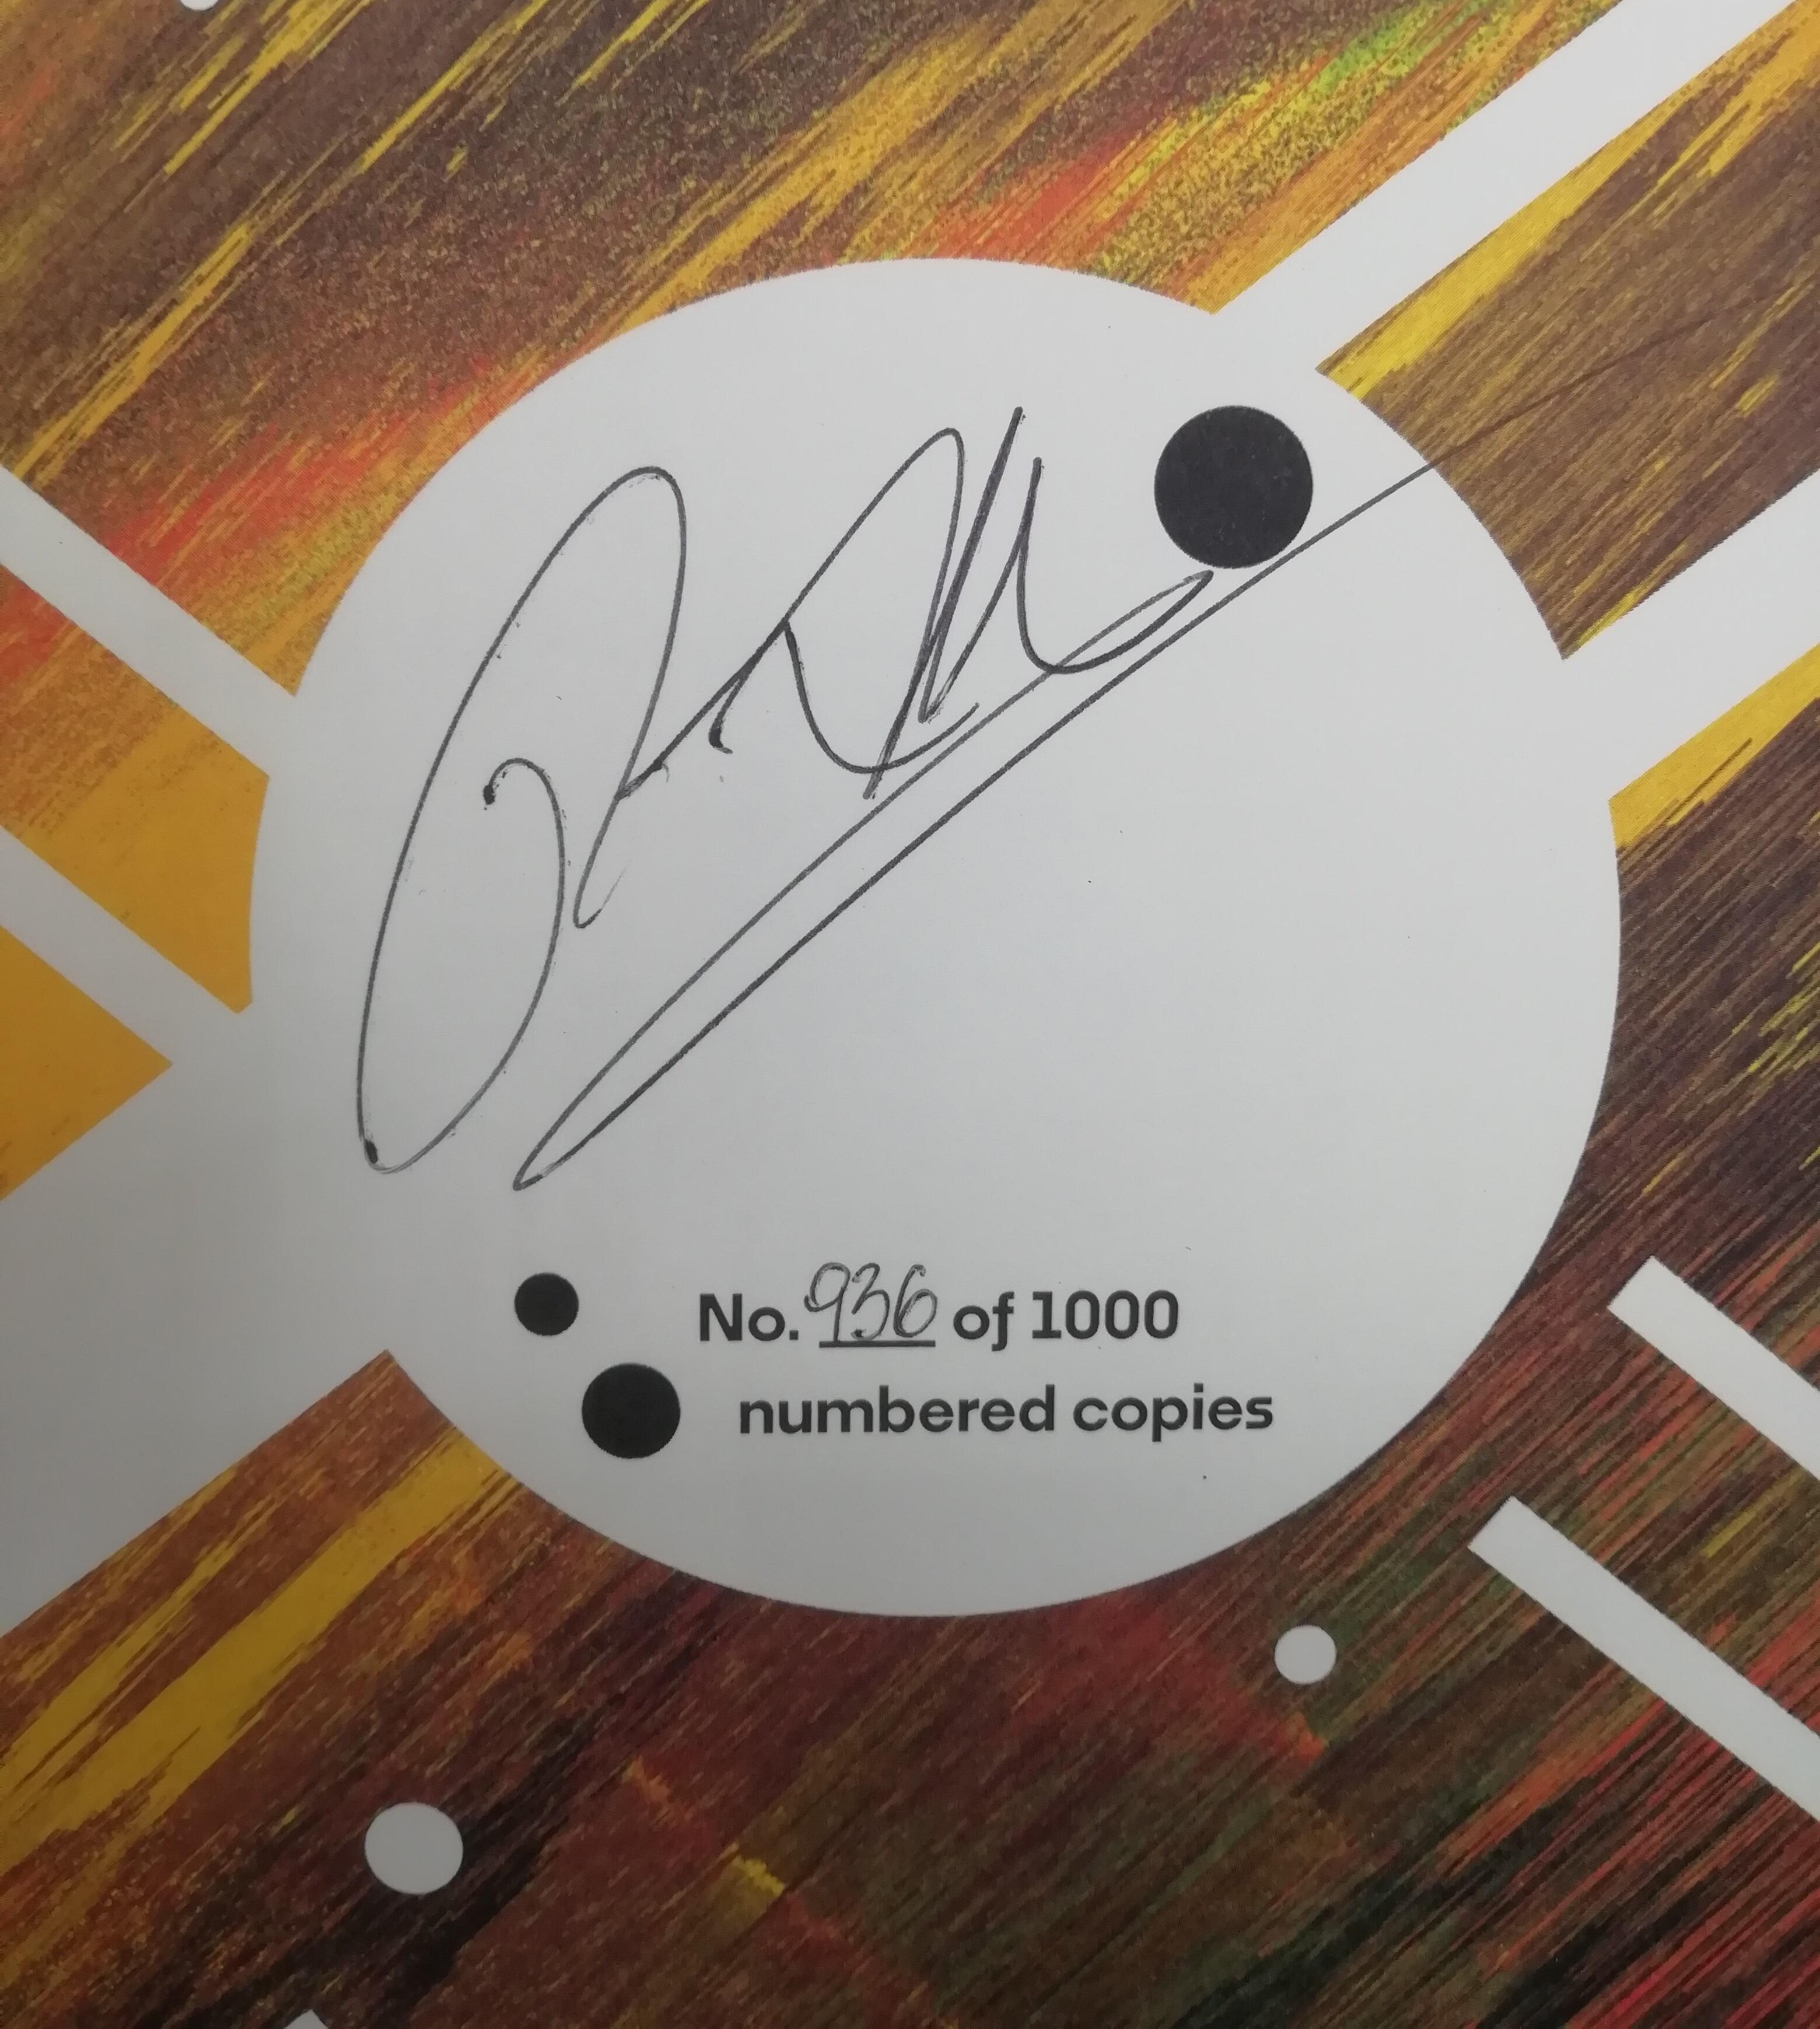 No. 936 of 1000
numbered copies